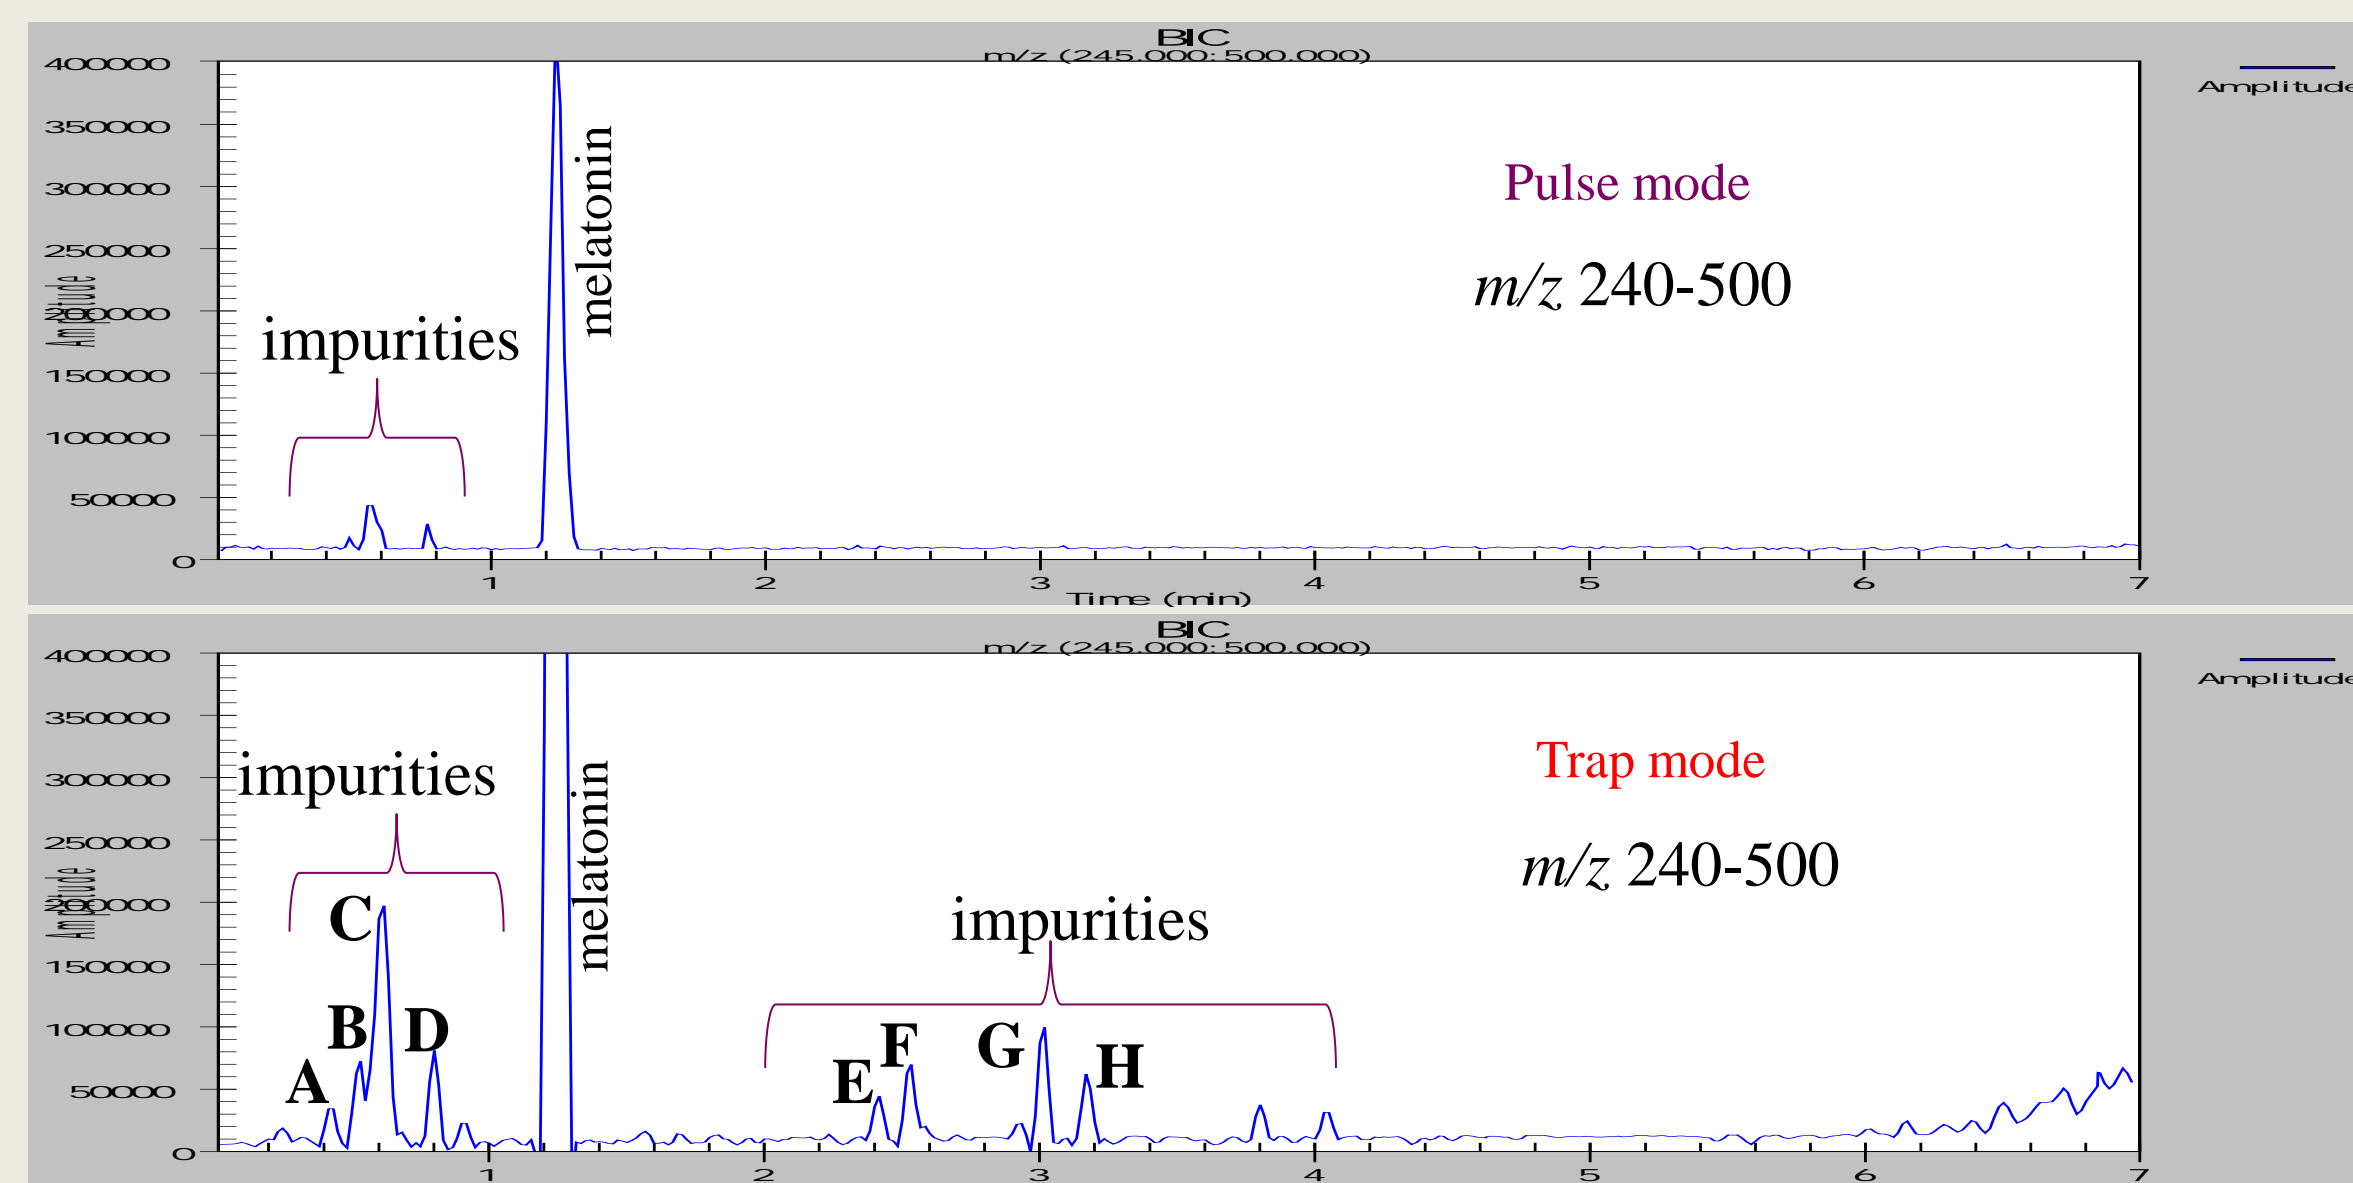 BIC
m/z (245.000:500.000)
Amplitude
400000
350000
300000
250000
200000
150000
100000
50000
0
Amplitude
impurities
melatonin
Pulse mode
m/z 240-500
1 2 3 4 5 6 7
Time (min)
BIC
m/z (245.000:500.000)
Amplitude
400000
350000
300000
250000
200000
150000
100000
50000
0
Amplitude
impurities
A
B
C
D
melatonin
impurities
E
F
G
H
Trap mode
m/z 240-500
1 2 3 4 5 6 7